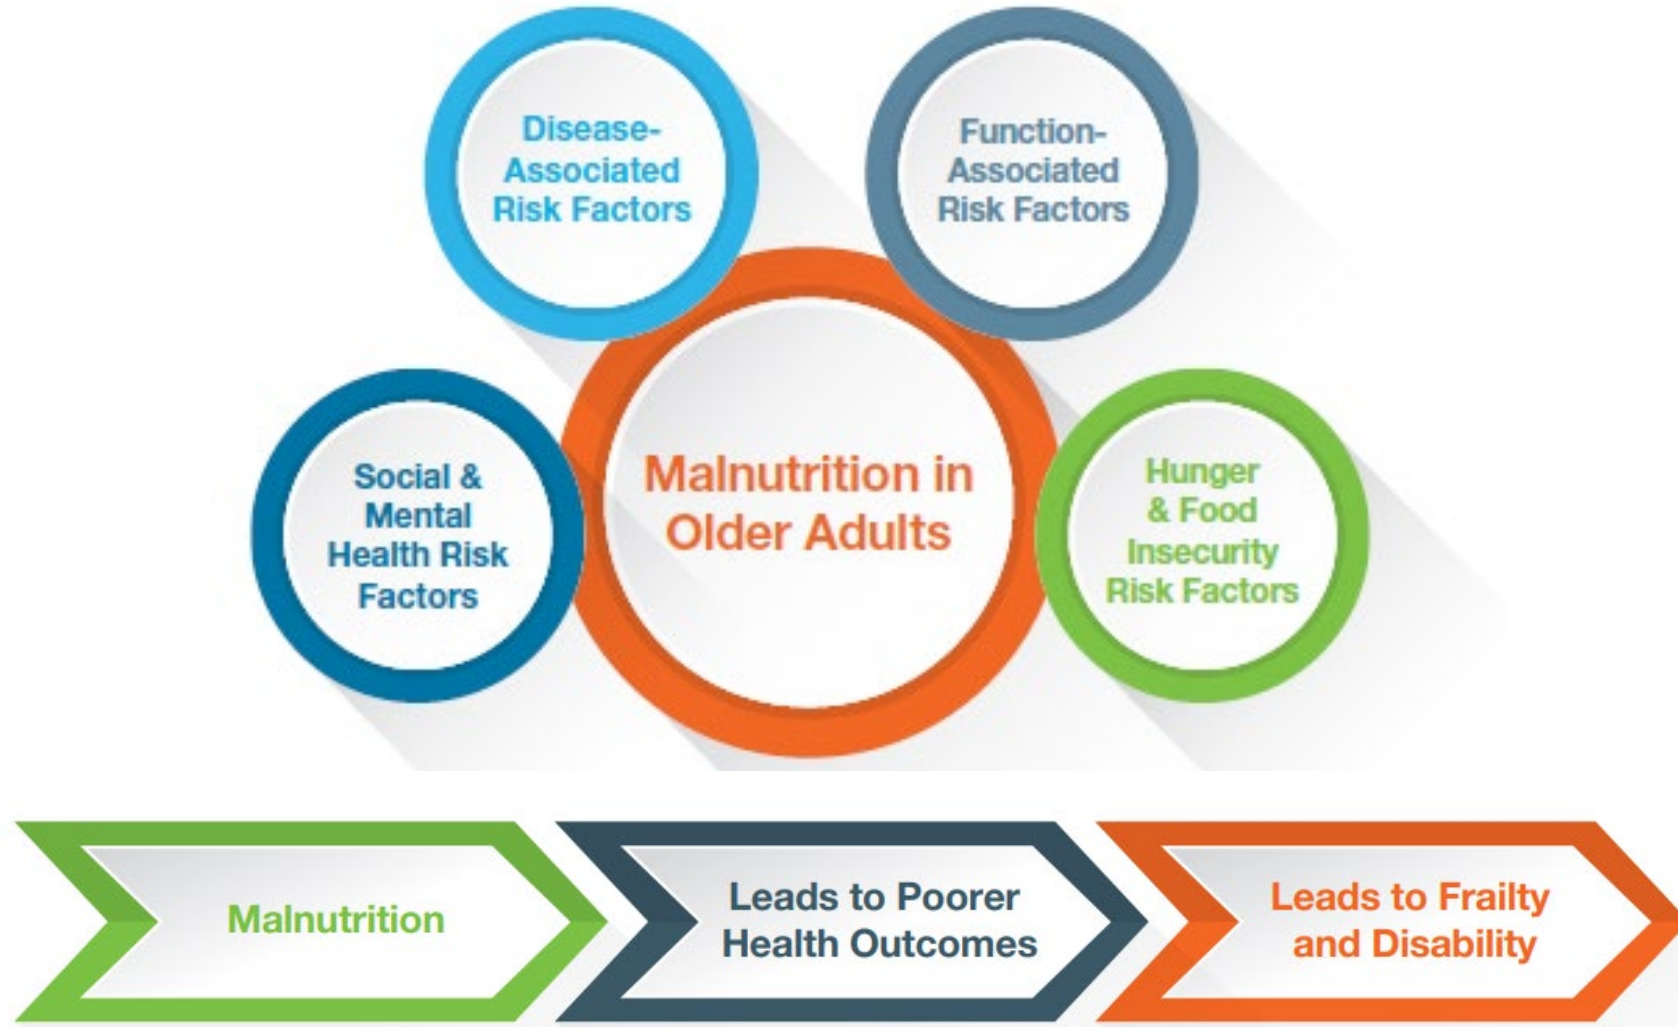 Disease-
Associated
Risk Factors
Function-
Associated
Risk Factors
Social &
Mental
Health Risk
Factors
Malnutrition in
Older Adults
Hunger
& Food
Insecurity
Risk Factors
Malnutrition
Leads to Poorer
Health Outcomes
Leads to Frailty
and Disability